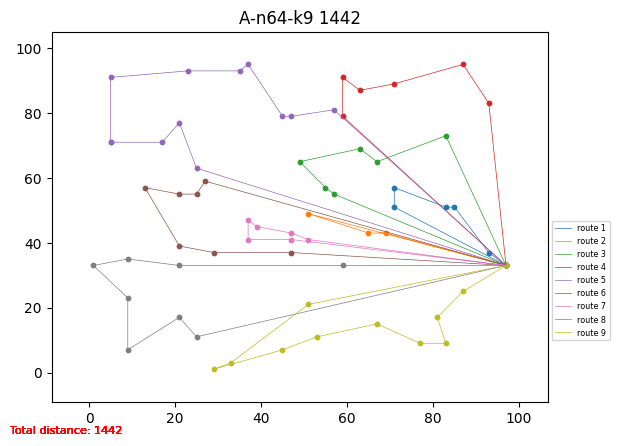 A-n64-k9 1442
100
80
60
40
20
0
0 20 40 60 80 100
route 1
route 2
route 3
route 4
route 5
route 6
route 7
route 8
route 9
Total distance: 1442